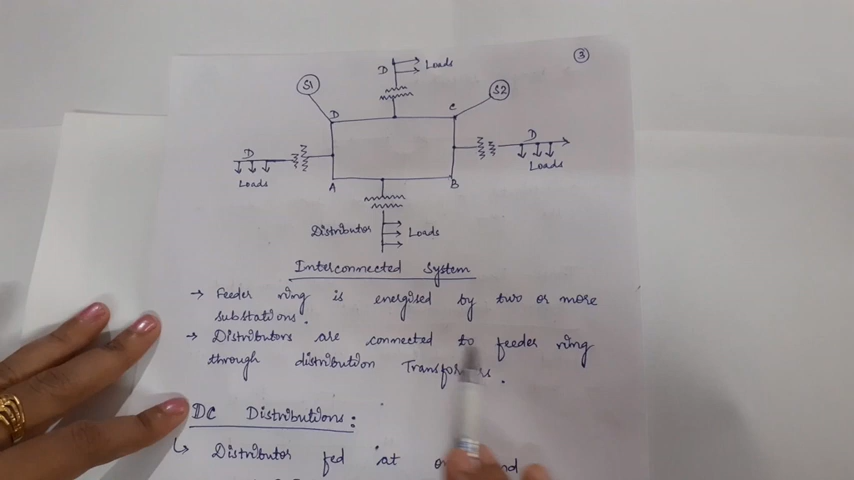 3
D Loads
S1
S2
D
C
D
D
Loads
Loads
A
B
Distributor Loads
Interconnected System
→ Feeder ring is energised by two or more
substations.
→ Distributors are connected to feeder ring
through distribution
DC Distributions:
↳ Distributor fed at